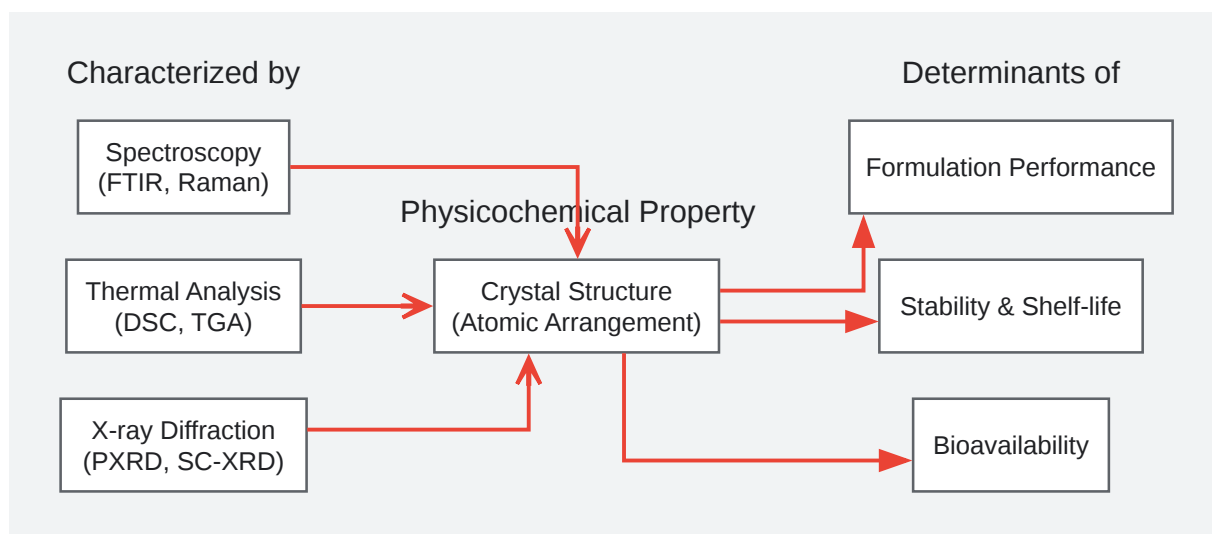 Characterized by
Spectroscopy
(FTIR, Raman)
Thermal Analysis
(DSC, TGA)
X-ray Diffraction
(PXRD, SC-XRD)
Physicochemical Property
Crystal Structure
(Atomic Arrangement)
Determinants of
Formulation Performance
Stability & Shelf-life
Bioavailability